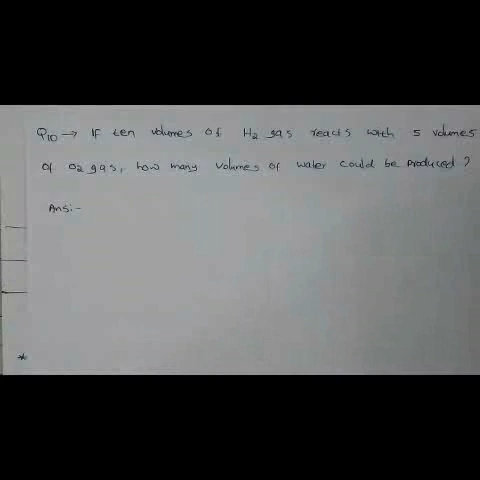 Q10 → If ten volumes of H2 gas reacts with 5 volumes
of O2 gas, how many volumes of water could be produced?
Ans:-
*